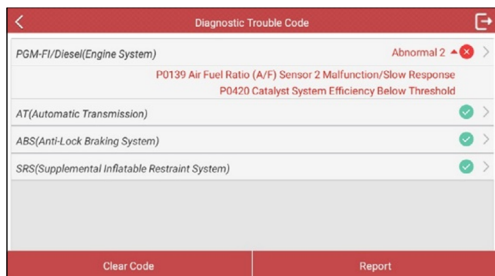 Diagnostic Trouble Code
PGM-FI/Diesel(Engine System) Abnormal 2
P0139 Air Fuel Ratio (A/F) Sensor 2 Malfunction/Slow Response
P0420 Catalyst System Efficiency Below Threshold
AT(Automatic Transmission)
ABS(Anti-Lock Braking System)
SRS(Supplemental Inflatable Restraint System)
Clear Code Report